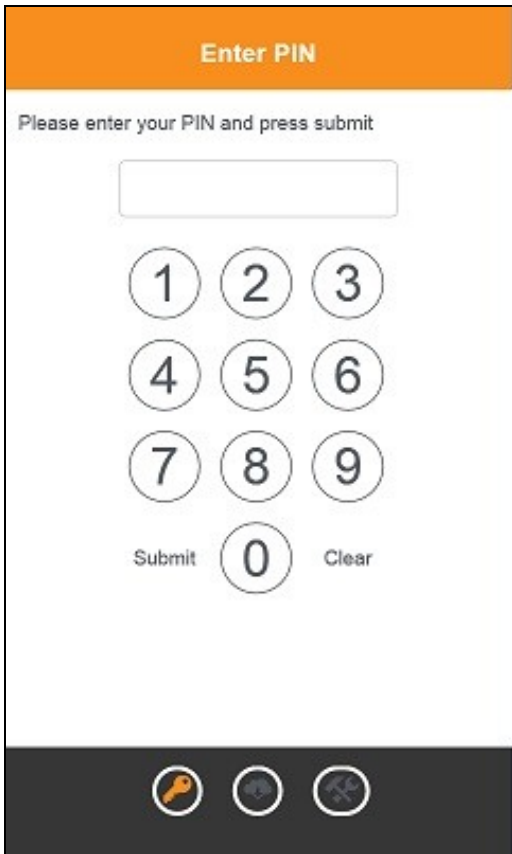 Enter PIN
Please enter your PIN and press submit
1 2 3
4 5 6
7 8 9
Submit 0 Clear